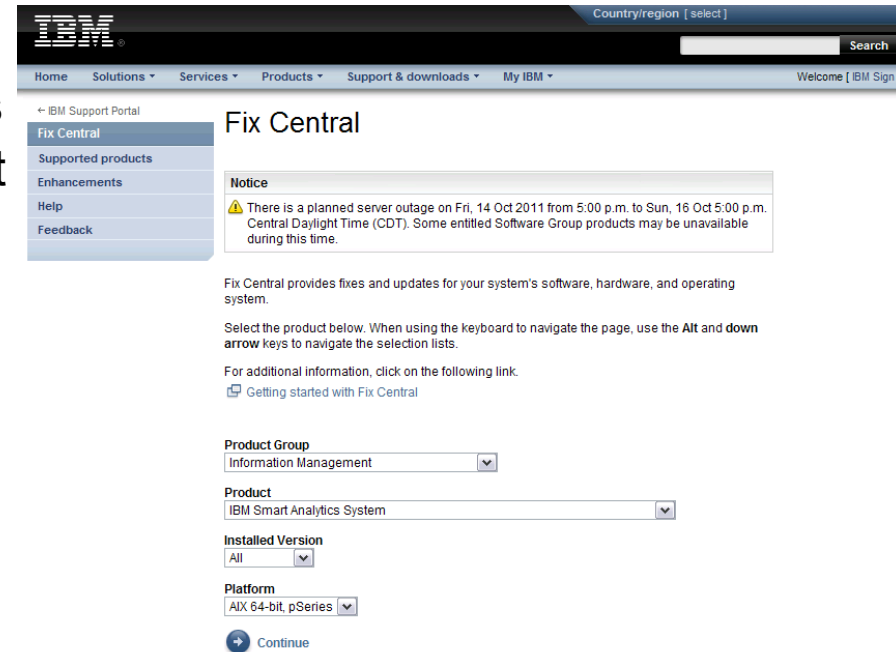 Country/region [ select ]
IBM®
Search
Home Solutions Services Products Support & downloads My IBM Welcome [ IBM Sign
← IBM Support Portal
Fix Central
Supported products
Enhancements
Help
Feedback
Fix Central
Notice
There is a planned server outage on Fri, 14 Oct 2011 from 5:00 p.m. to Sun, 16 Oct 5:00 p.m.
Central Daylight Time (CDT). Some entitled Software Group products may be unavailable
during this time.
Fix Central provides fixes and updates for your system's software, hardware, and operating
system.
Select the product below. When using the keyboard to navigate the page, use the Alt and down
arrow keys to navigate the selection lists.
For additional information, click on the following link.
Getting started with Fix Central
Product Group
Information Management
Product
IBM Smart Analytics System
Installed Version
All
Platform
AIX 64-bit, pSeries
Continue